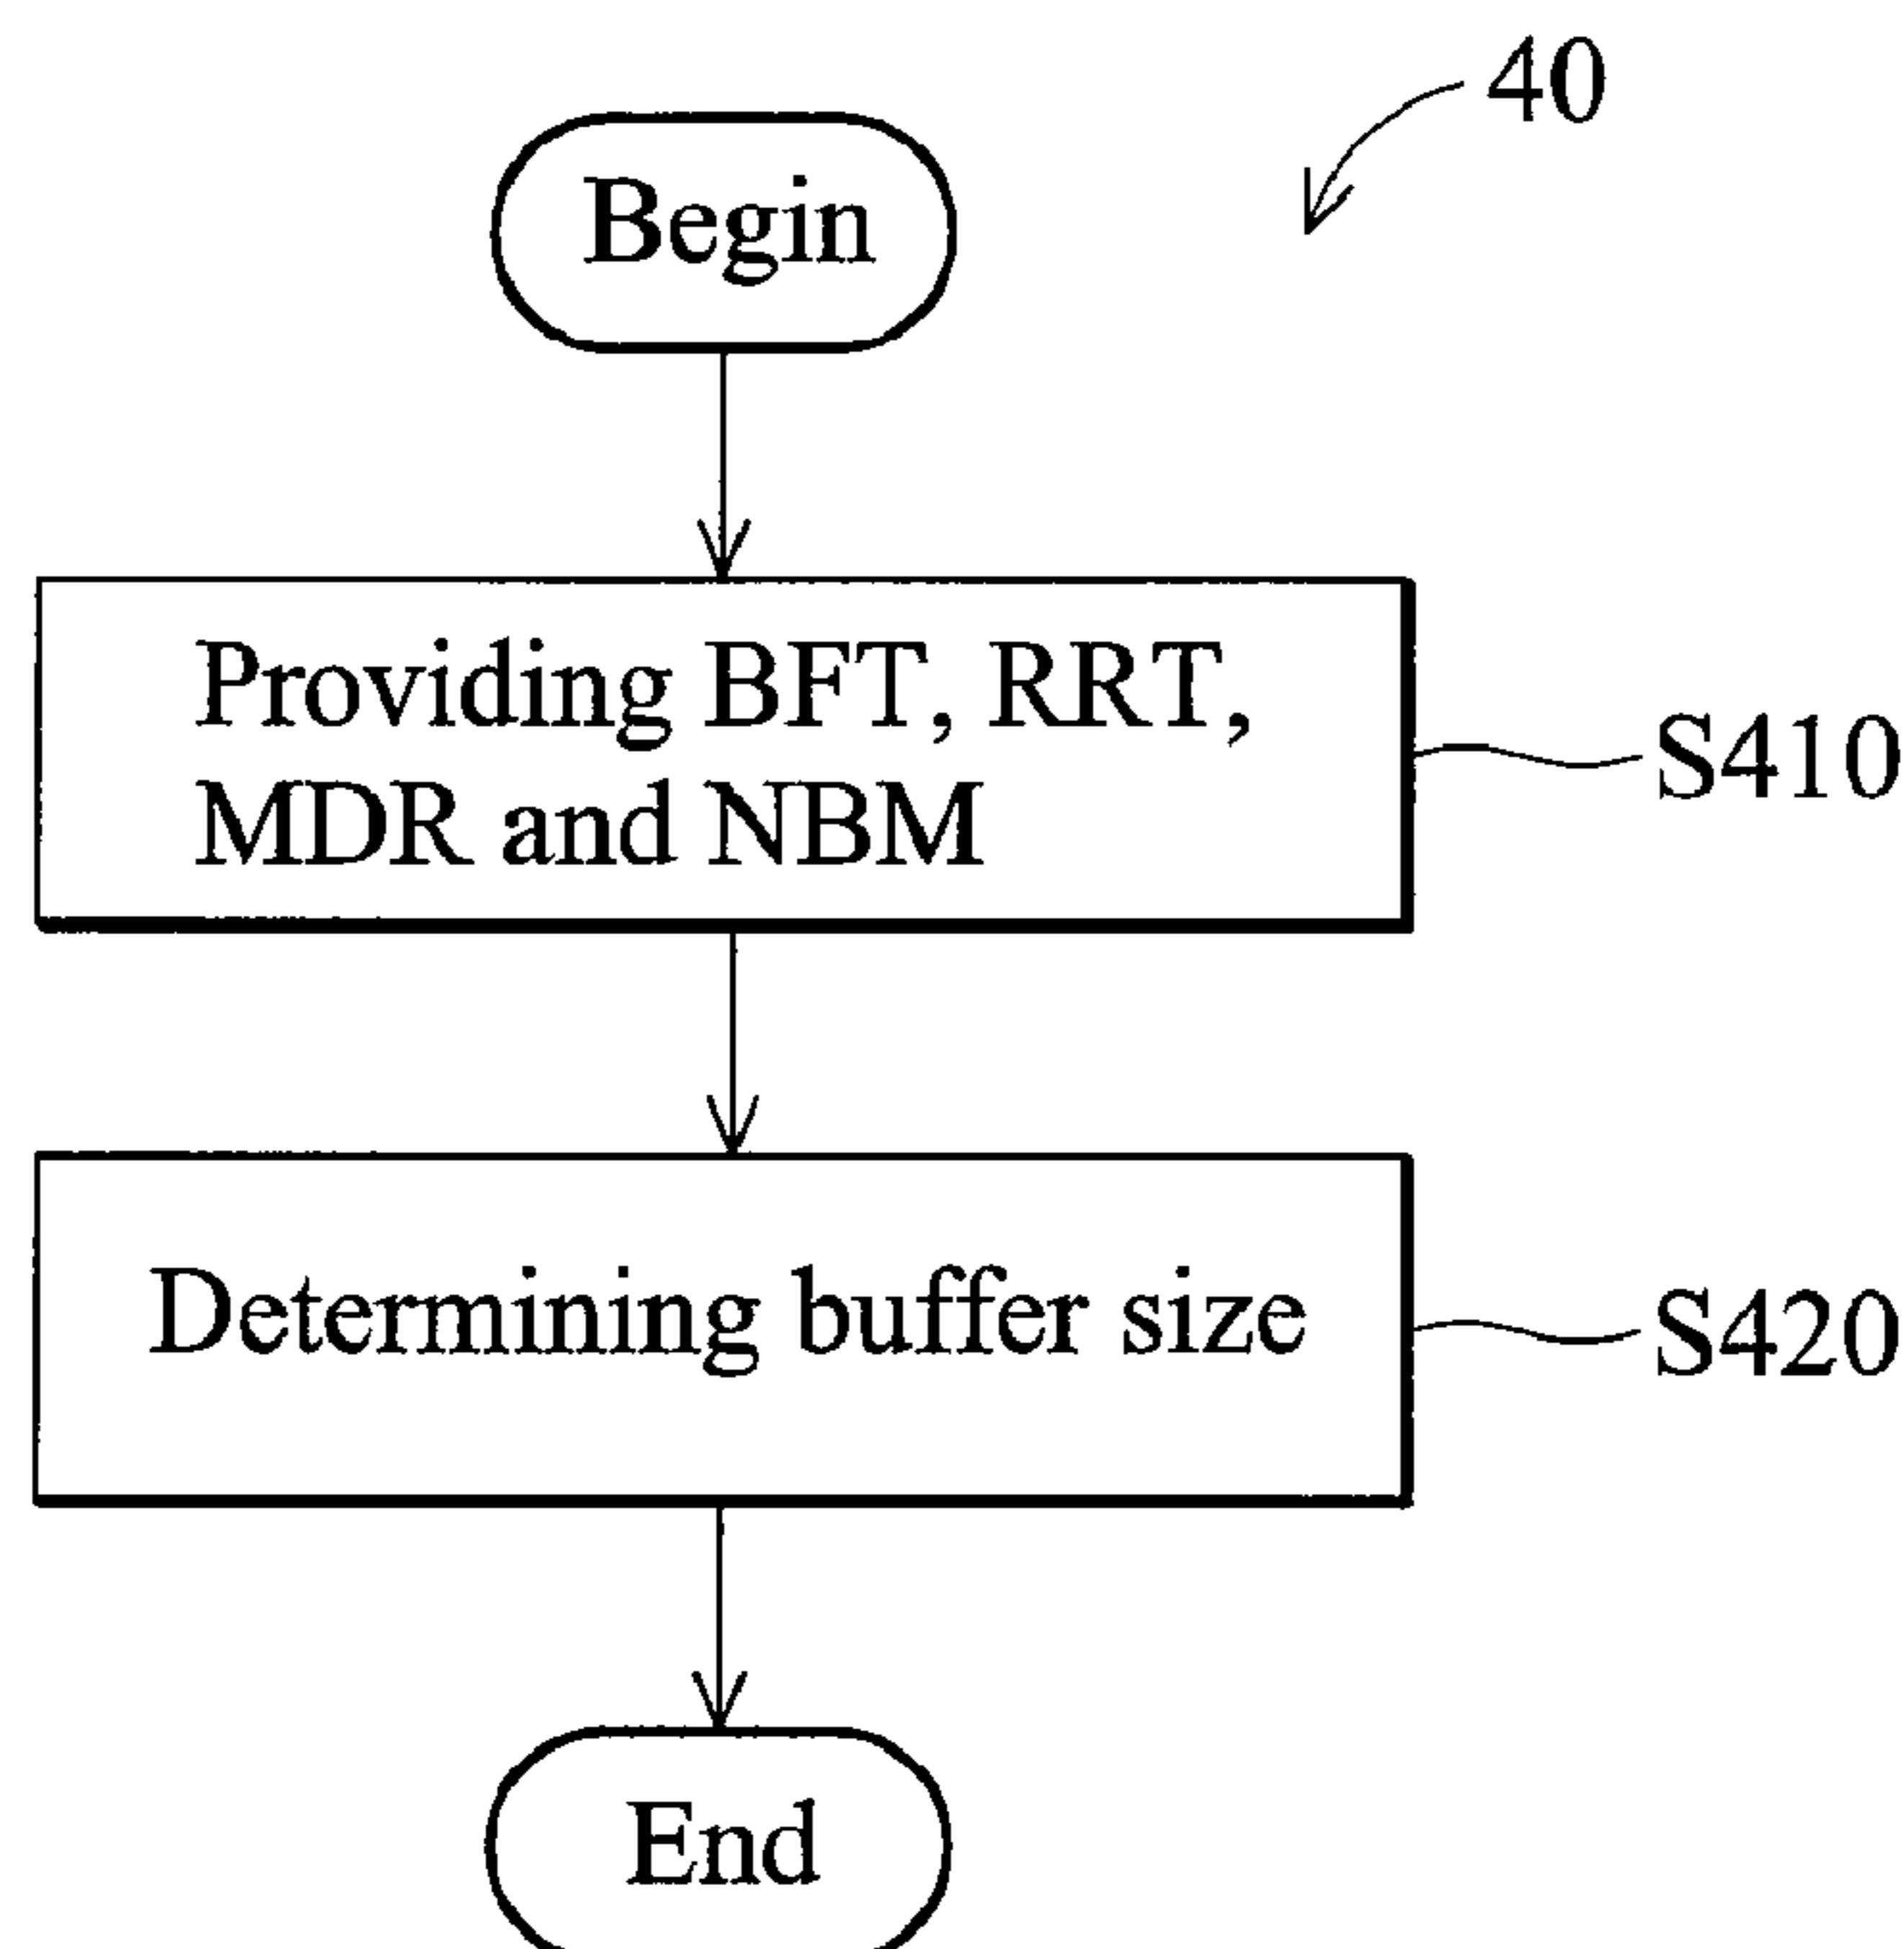 40
Begin
Providing BFT, RRT,
MDR and NBM
S410
Determining buffer size
S420
End